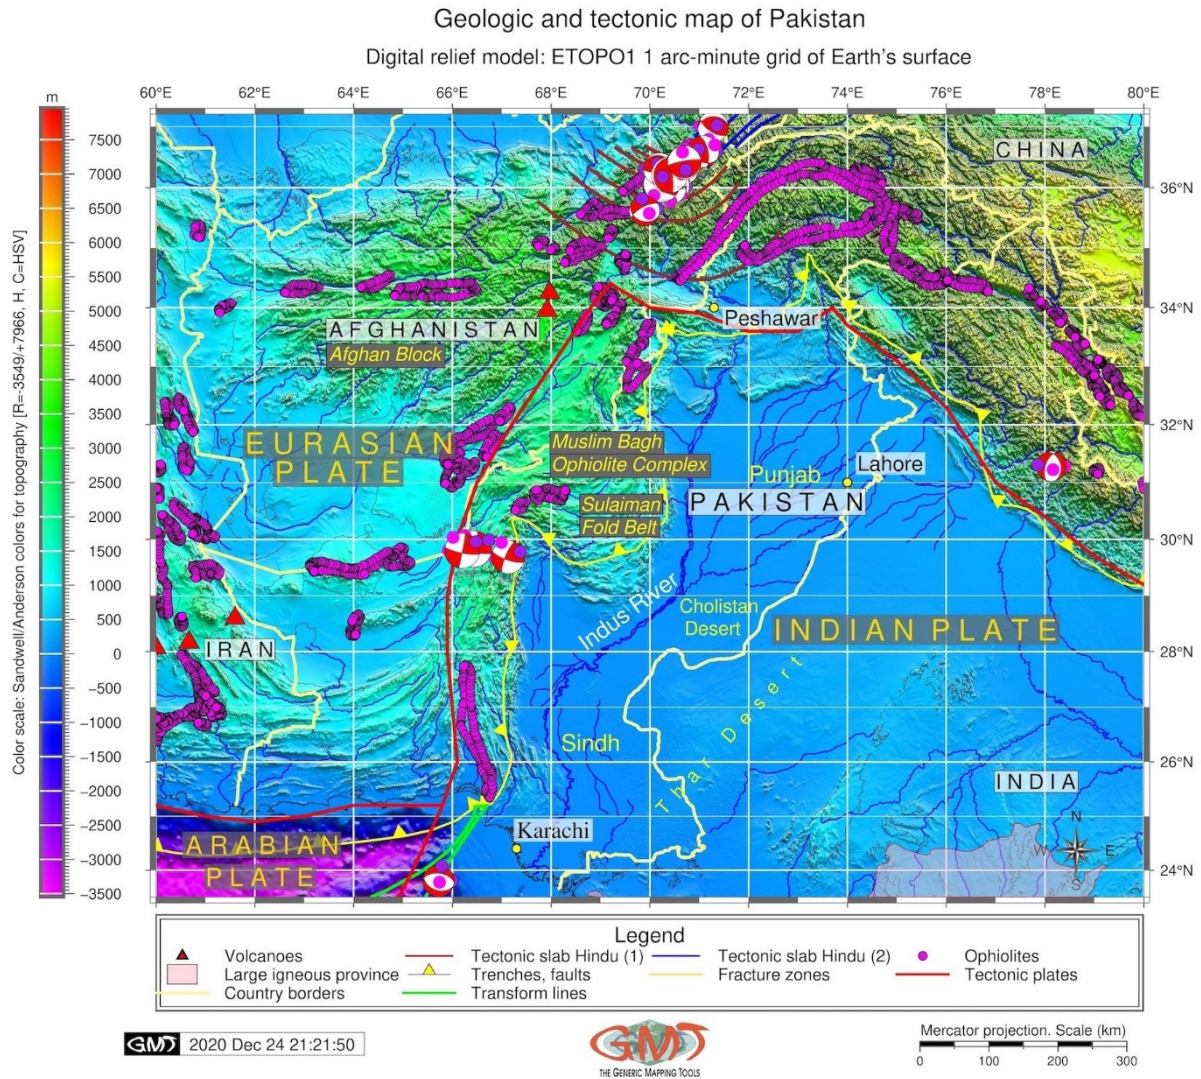 Geologic and tectonic map of Pakistan
Digital relief model: ETOPO1 1 arc-minute grid of Earth's surface
m
60°E 62°E 64°E 66°E 68°E 70°E 72°E 74°E 76°E 78°E 80°E
7500
7000
6500
6000
5500
5000
4500
4000
3500
3000
2500
2000
1500
1000
500
0
−500
−1000
−1500
−2000
−2500
−3000
−3500
Color scale: Sandwell/Anderson colors for topography [R=-3549/+7966, H, C=HSV]
CHINA
36°N
34°N
Peshawar
AFGHANISTAN
Afghan Block
32°N
EURASIAN
PLATE
Muslim Bagh
Ophiolite Complex
Punjab
Lahore
PAKISTAN
Sulaiman
Fold Belt
30°N
Indus River
Cholistan
Desert
INDIAN PLATE
IRAN
28°N
Thar Desert
Sindh
26°N
INDIA
Karachi
ARABIAN
PLATE
24°N
N
W E
S
Legend
Volcanoes
Tectonic slab Hindu (1)
Tectonic slab Hindu (2)
Ophiolites
Large igneous province
Trenches, faults
Fracture zones
Tectonic plates
Country borders
Transform lines
GMT 2020 Dec 24 21:21:50
GMT
THE GENERIC MAPPING TOOLS
Mercator projection. Scale (km)
0 100 200 300